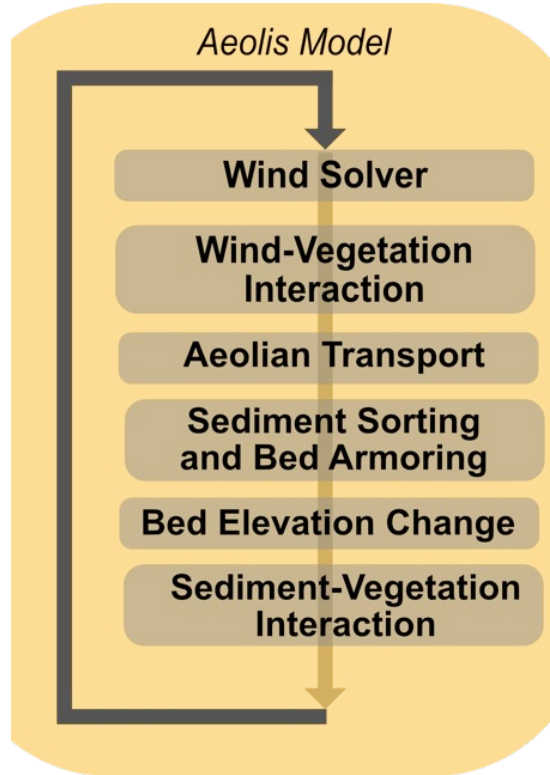 Aeolis Model
Wind Solver
Wind-Vegetation
Interaction
Aeolian Transport
Sediment Sorting
and Bed Armoring
Bed Elevation Change
Sediment-Vegetation
Interaction